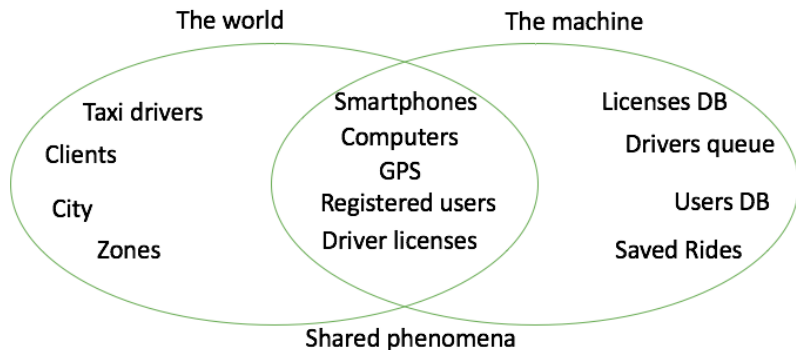 The world
The machine
Taxi drivers
Clients
City
Zones
Smartphones
Computers
GPS
Registered users
Driver licenses
Licenses DB
Drivers queue
Users DB
Saved Rides
Shared phenomena